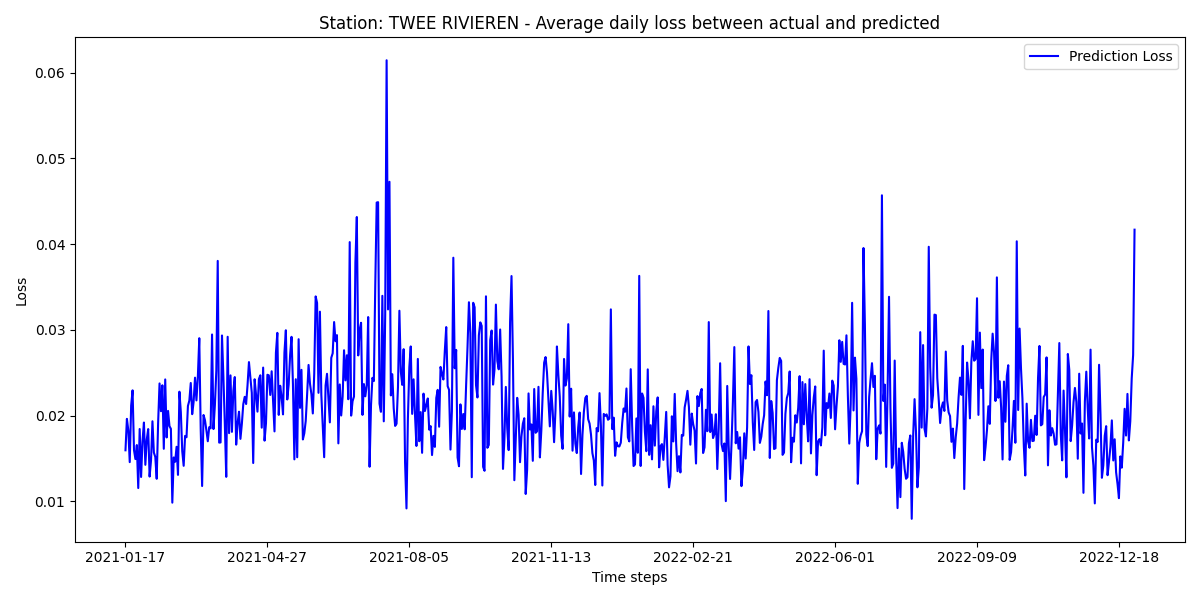 Station: TWEE RIVIEREN - Average daily loss between actual and predicted
Prediction Loss
0.06
0.05
0.04
0.03
0.02
0.01
Loss
2021-01-17 2021-04-27 2021-08-05 2021-11-13 2022-02-21 2022-06-01 2022-09-09 2022-12-18
Time steps